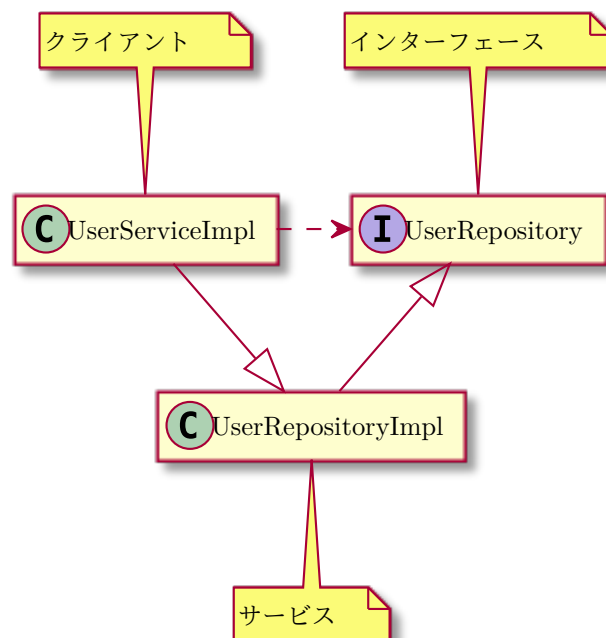 クライアント
インターフェース
C UserServiceImpl
I UserRepository
C UserRepositoryImpl
サービス